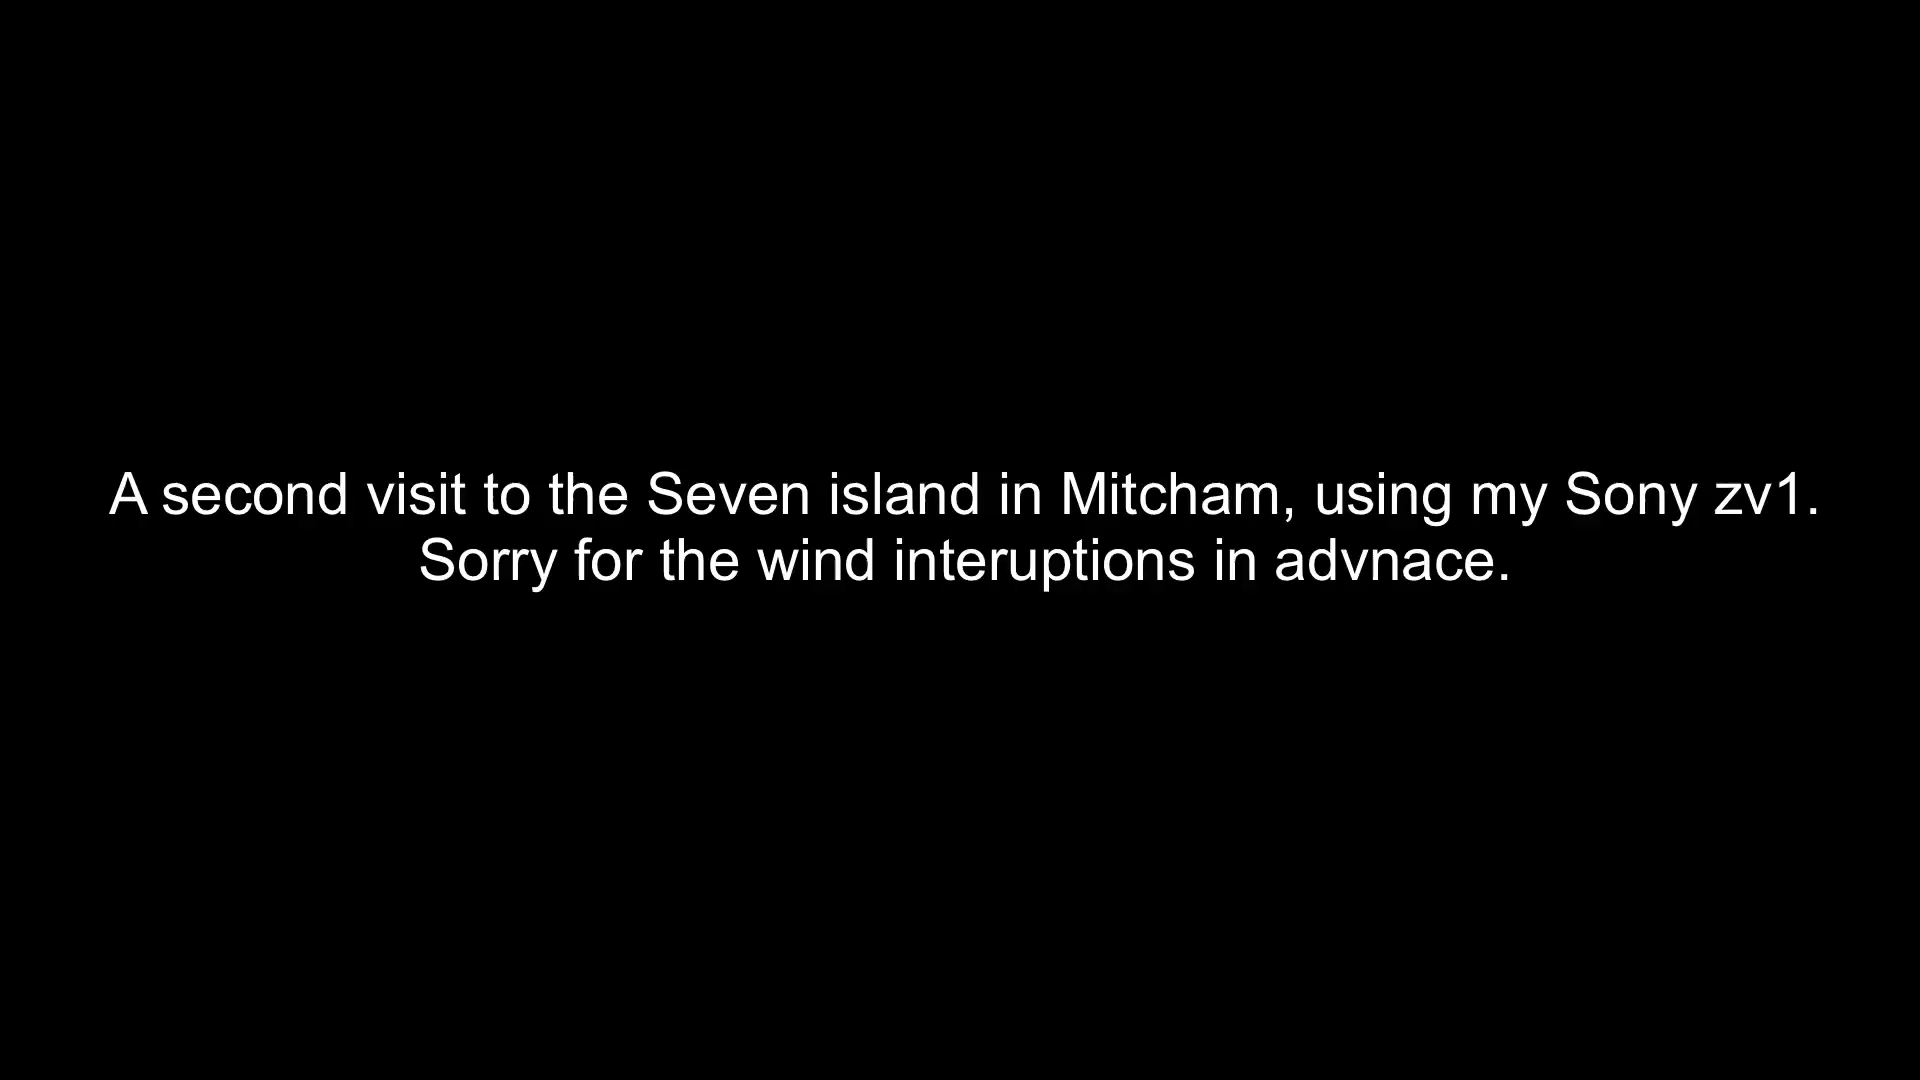 A second visit to the Seven island in Mitcham, using my Sony zv1.
Sorry for the wind interuptions in advnace.